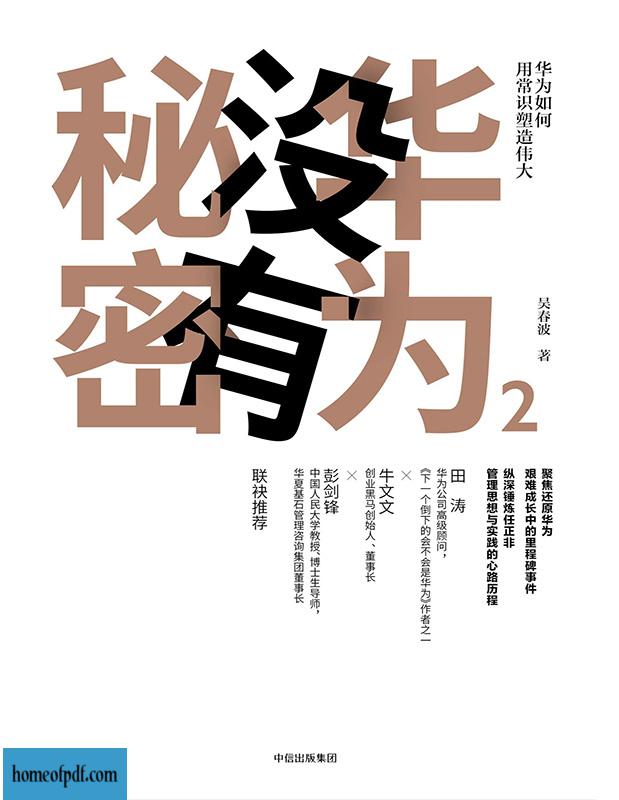 华为
没有
秘密
2
华为如何
用常识塑造伟大
吴春波 著
聚焦还原华为
艰难成长中的里程碑事件
纵深锤炼任正非
管理思想与实践的心路历程
田 涛
华为公司高级顾问，
《下一个倒下的会不会是华为》作者之一
×
牛文文
创业黑马创始人、董事长
×
彭剑锋
中国人民大学教授、博士生导师，
华夏基石管理咨询集团董事长
联袂推荐
中信出版集团
homeofpdf.com